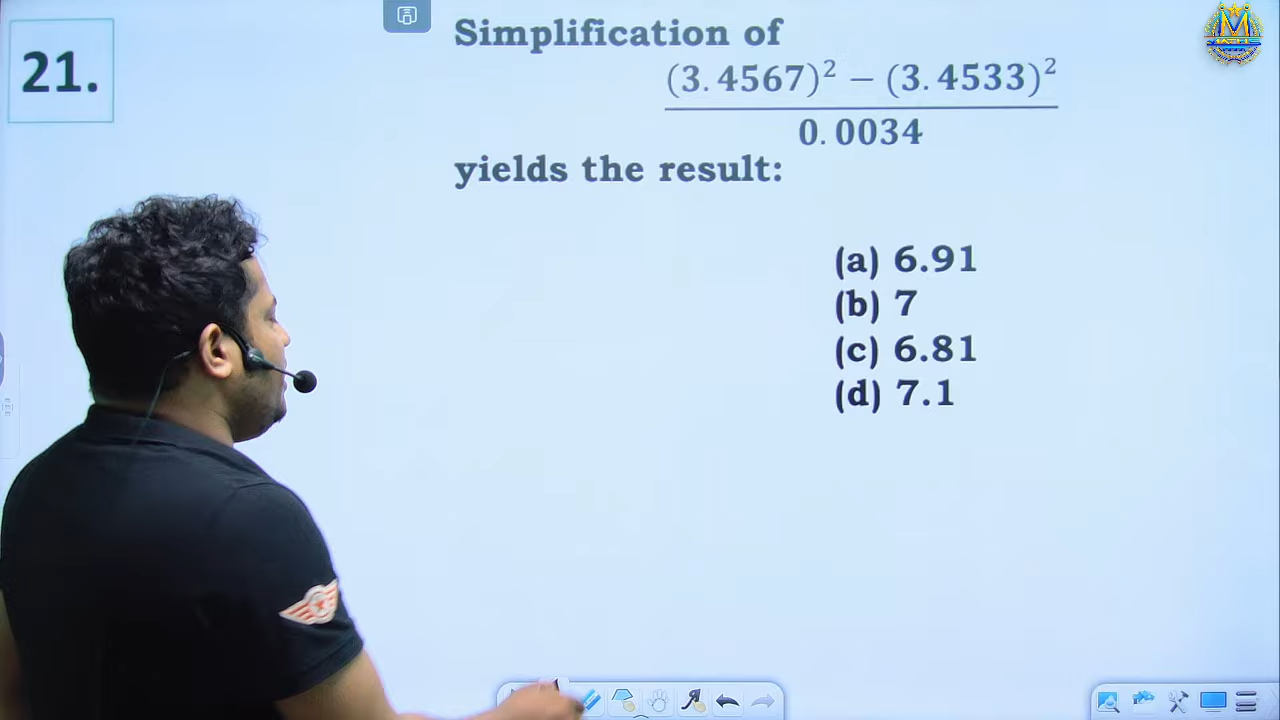 21.
Simplification of
(3.4567)² − (3.4533)²
0.0034
yields the result:
(a) 6.91
(b) 7
(c) 6.81
(d) 7.1
M